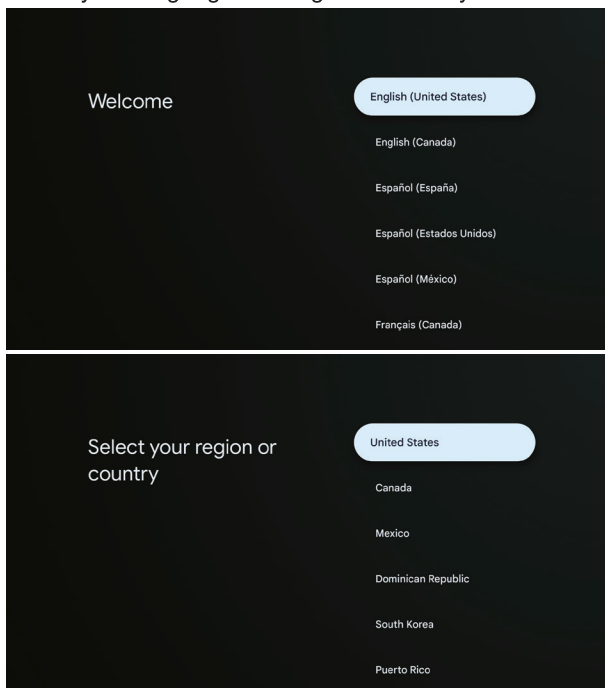 Welcome
English (United States)
English (Canada)
Español (España)
Español (Estados Unidos)
Español (México)
Français (Canada)
Select your region or
country
United States
Canada
Mexico
Dominican Republic
South Korea
Puerto Rico